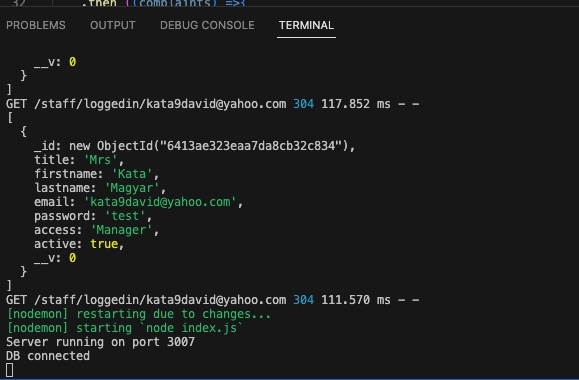 32 .then ((complaints) =>{
PROBLEMS OUTPUT DEBUG CONSOLE TERMINAL
__v: 0
}
]
GET /staff/loggedin/kata9david@yahoo.com 304 117.852 ms - -
[
{
_id: new ObjectId("6413ae323eaa7da8cb32c834"),
title: 'Mrs',
firstname: 'Kata',
lastname: 'Magyar',
email: 'kata9david@yahoo.com',
password: 'test',
access: 'Manager',
active: true,
__v: 0
}
]
GET /staff/loggedin/kata9david@yahoo.com 304 111.570 ms - -
[nodemon] restarting due to changes...
[nodemon] starting `node index.js`
Server running on port 3007
DB connected